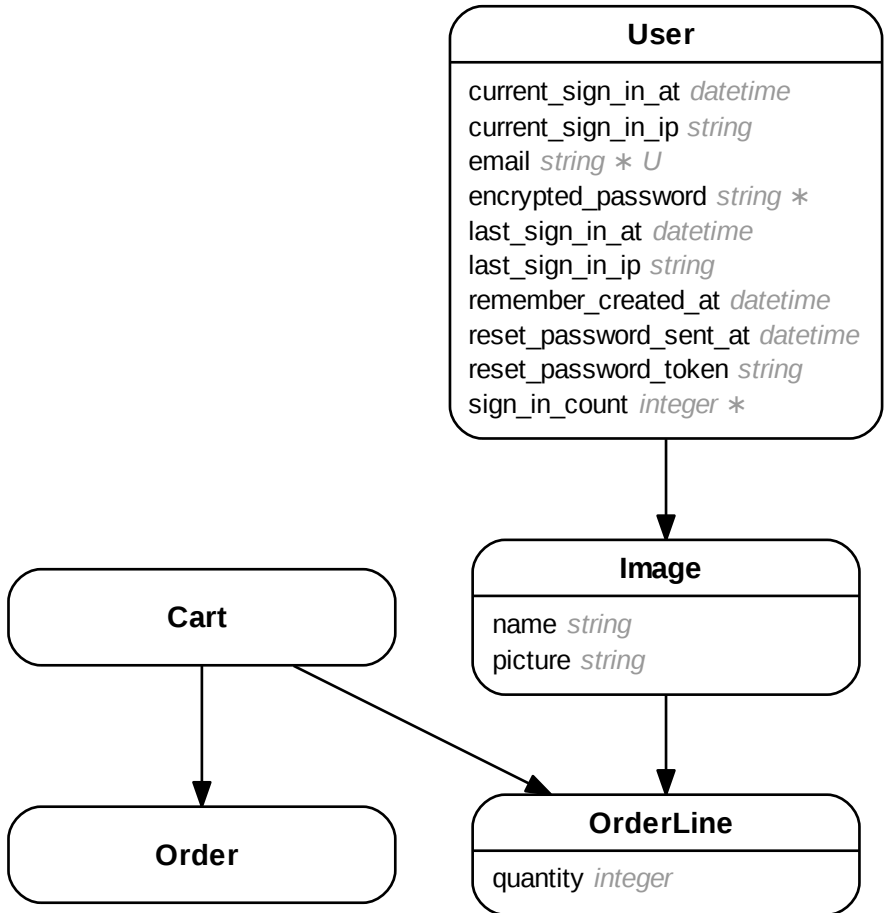 User
current_sign_in_at datetime
current_sign_in_ip string
email string ∗ U
encrypted_password string ∗
last_sign_in_at datetime
last_sign_in_ip string
remember_created_at datetime
reset_password_sent_at datetime
reset_password_token string
sign_in_count integer ∗
Image
name string
picture string
Cart
Order
OrderLine
quantity integer